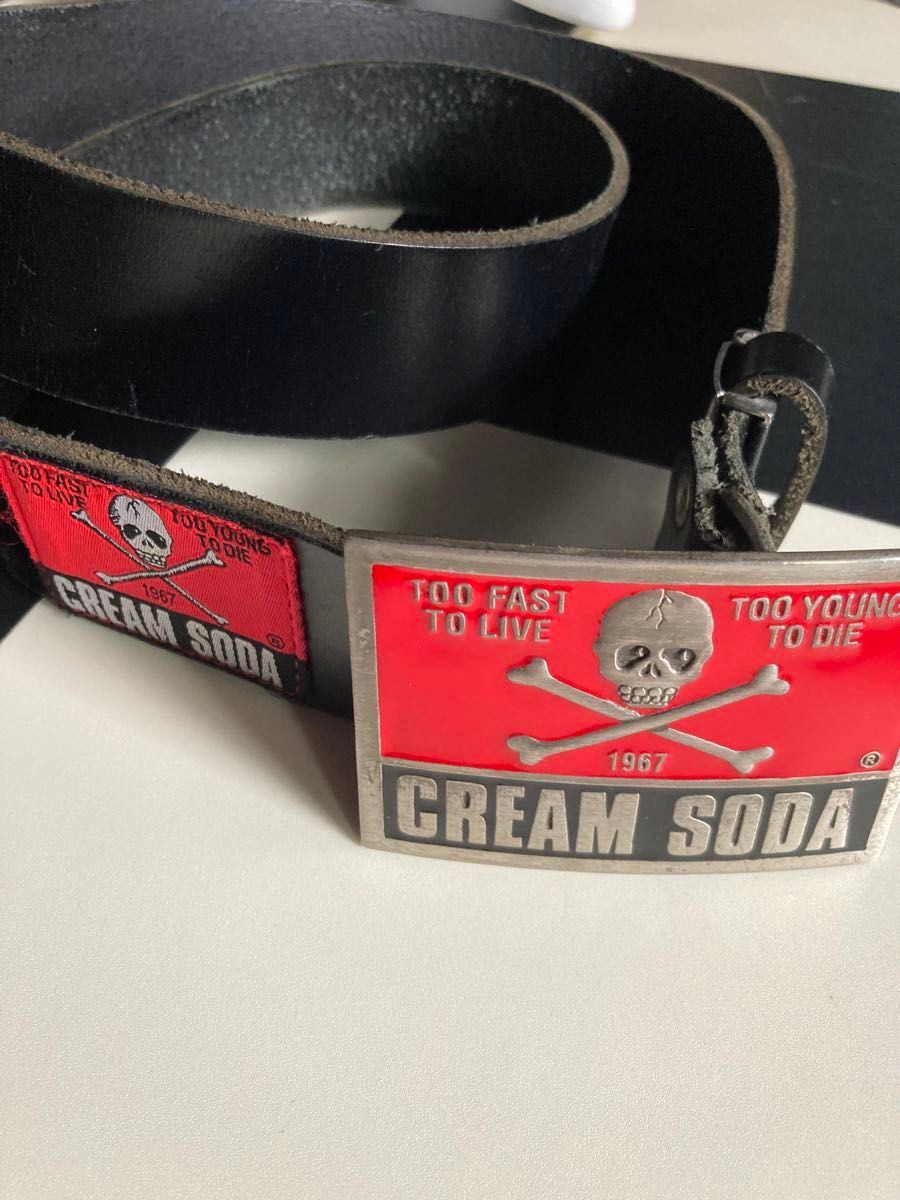 TOO FAST
TO LIVE
TOO YOUNG
TO DIE
1967
®
CREAM SODA
TOO FAST
TO LIVE
TOO YOUNG
TO DIE
1967
®
CREAM SODA